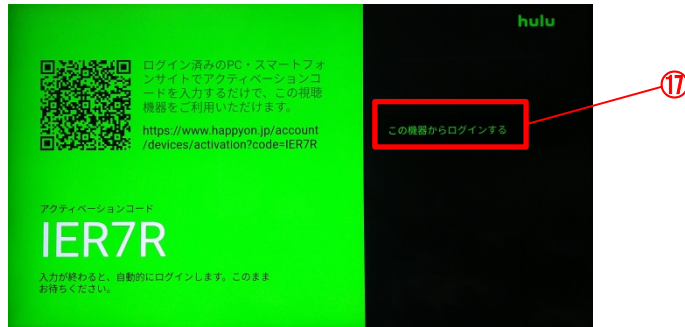 hulu
ログイン済みのPC・スマートフォ
ンサイトでアクティベーションコ
ードを入力するだけで、この視聴
機器をご利用いただけます。
https://www.happyon.jp/account
/devices/activation?code=IER7R
この機器からログインする
⑰
アクティベーションコード
IER7R
入力が終わると、自動的にログインします。このまま
お待ちください。